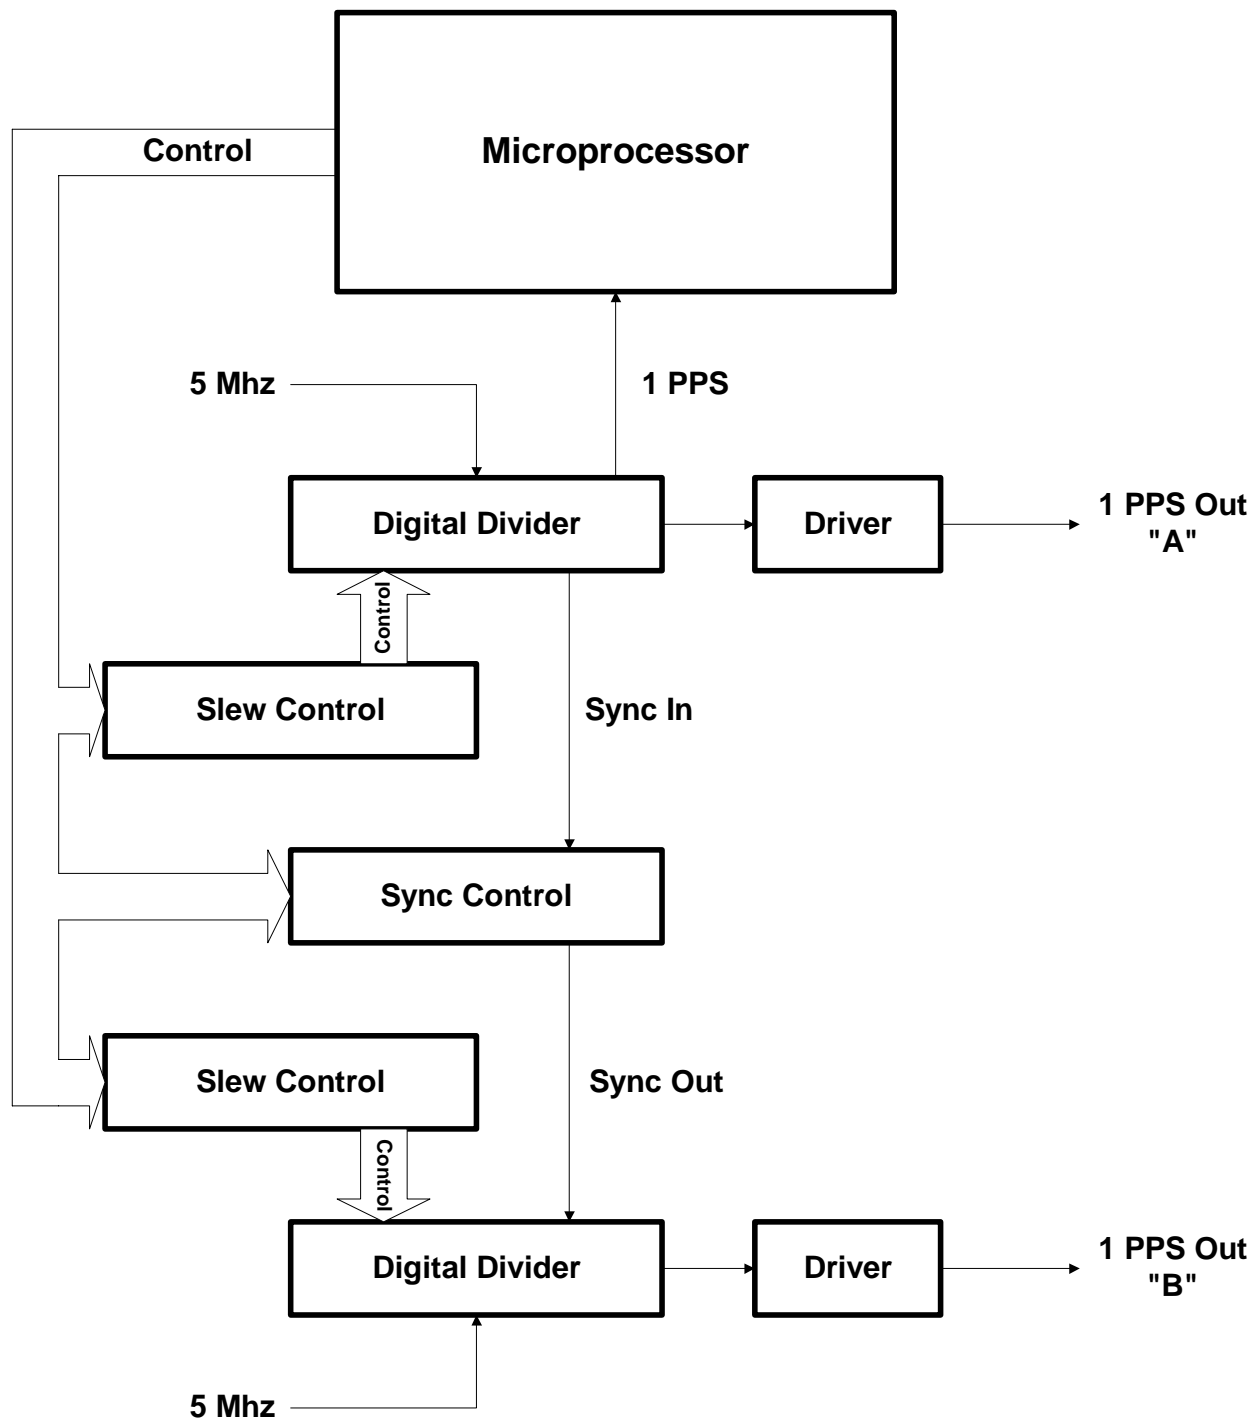 Microprocessor
Control
5 Mhz
1 PPS
Digital Divider
Driver
1 PPS Out
"A"
Control
Slew Control
Sync In
Sync Control
Slew Control
Sync Out
Control
Digital Divider
Driver
1 PPS Out
"B"
5 Mhz